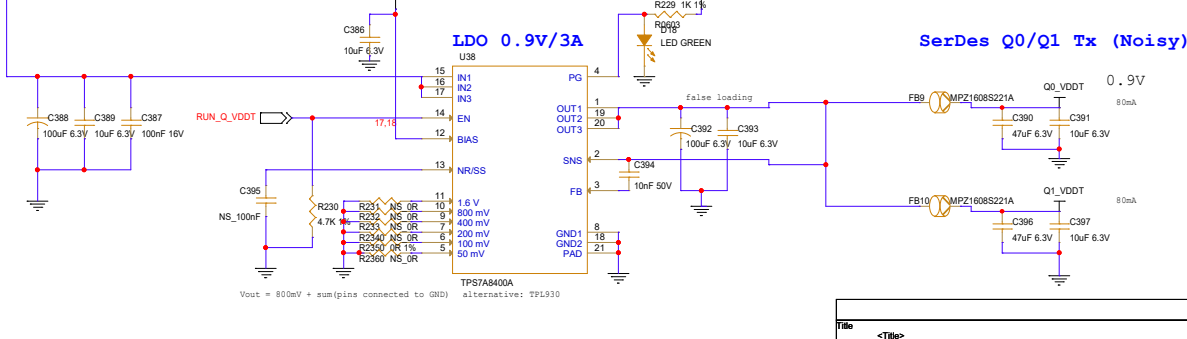 R229 1K 1%
R0603
D18
LED GREEN
C386
10uF 6.3V
LDO 0.9V/3A
SerDes Q0/Q1 Tx (Noisy)
U38
15
16
17
IN1
IN2
IN3
PG
4
14
EN
12
BIAS
13
NR/SS
11
1.6 V
10
800 mV
9
400 mV
7
200 mV
6
100 mV
5
50 mV
OUT1
OUT2
OUT3
1
19
20
SNS
2
FB
3
GND1
GND2
PAD
8
18
21
TPS7A8400A
C388
100uF 6.3V
C389
10uF 6.3V
C387
100nF 16V
RUN_Q_VDDT
17,18
C395
NS_100nF
R230
4.7K 1%
R231 NS_0R
R232 NS_0R
R233 NS_0R
R2340 NS_0R
R2350 0R 1%
R2360 NS_0R
false loading
C392
100uF 6.3V
C393
10uF 6.3V
C394
10nF 50V
FB9
MPZ1608S221A
Q0_VDDT
0.9V
80mA
C390
47uF 6.3V
C391
10uF 6.3V
FB10
MPZ1608S221A
Q1_VDDT
80mA
C396
47uF 6.3V
C397
10uF 6.3V
Vout = 800mV + sum(pins connected to GND) alternative: TPL930
Title
<Title>